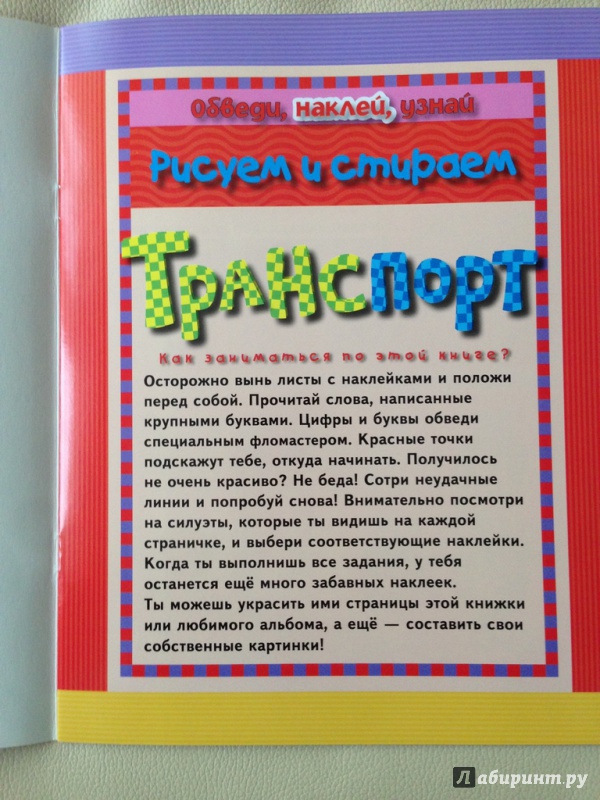 Обведи, наклей, узнай
Рисуем и стираем
Транспорт
Как заниматься по этой книге?
Осторожно вынь листы с наклейками и положи
перед собой. Прочитай слова, написанные
крупными буквами. Цифры и буквы обведи
специальным фломастером. Красные точки
подскажут тебе, откуда начинать. Получилось
не очень красиво? Не беда! Сотри неудачные
линии и попробуй снова! Внимательно посмотри
на силуэты, которые ты видишь на каждой
страничке, и выбери соответствующие наклейки.
Когда ты выполнишь все задания, у тебя
останется ещё много забавных наклеек.
Ты можешь украсить ими страницы этой книжки
или любимого альбома, а ещё — составить свои
собственные картинки!
Лабиринт.ру